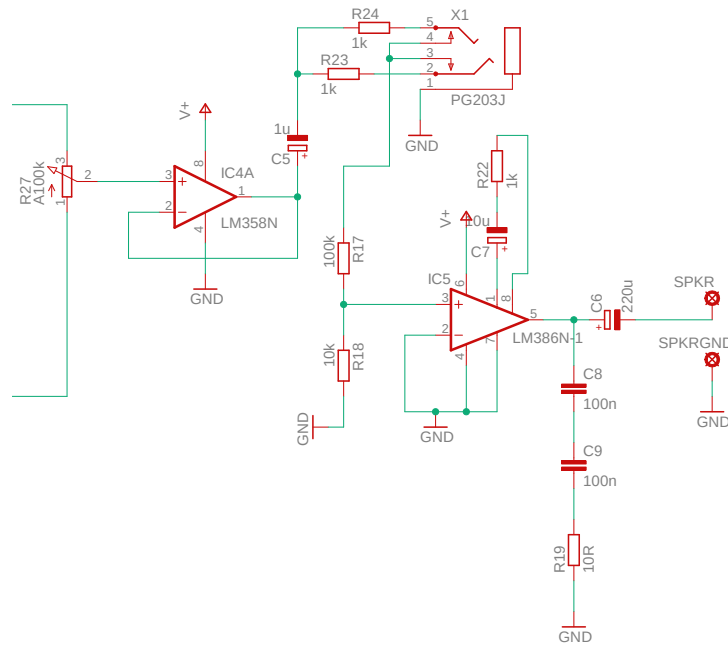 R24
1k
X1
5
4
3
2
1
R23
1k
PG203J
GND
V+
1u
C5
+
R27
A100k
3
2
1
3
2
8
4
1
+
−
IC4A
LM358N
GND
R22
1k
V+
10u
C7
+
100k
R17
10k
R18
GND
IC5
3
2
6
1
8
5
4
7
+
−
LM386N-1
GND
C6
220u
+
SPKR
SPKRGND
GND
C8
100n
C9
100n
R19
10R
GND